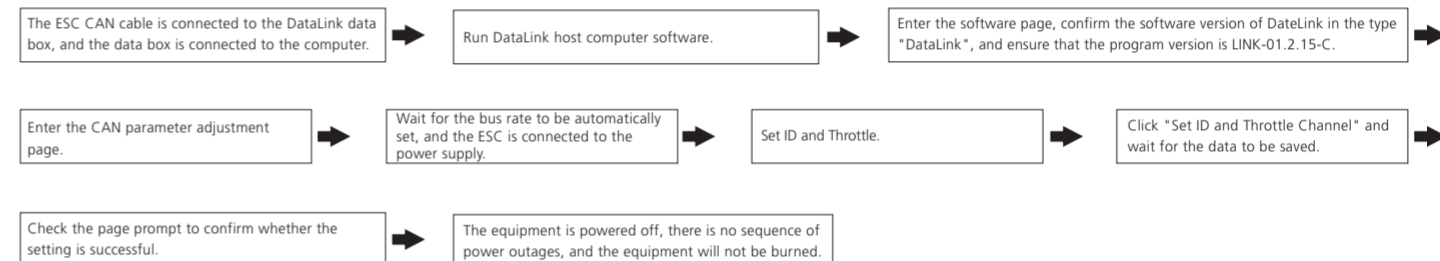 The ESC CAN cable is connected to the DataLink data
box, and the data box is connected to the computer.
Run DataLink host computer software.
Enter the software page, confirm the software version of DateLink in the type
"DataLink", and ensure that the program version is LINK-01.2.15-C.
Enter the CAN parameter adjustment
page.
Wait for the bus rate to be automatically
set, and the ESC is connected to the
power supply.
Set ID and Throttle.
Click "Set ID and Throttle Channel" and
wait for the data to be saved.
Check the page prompt to confirm whether the
setting is successful.
The equipment is powered off, there is no sequence of
power outages, and the equipment will not be burned.